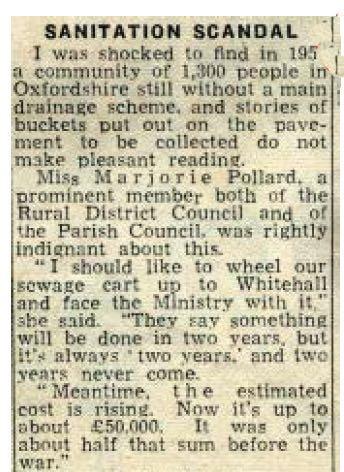 SANITATION SCANDAL
I was shocked to find in 195
a community of 1,300 people in
Oxfordshire still without a main
drainage scheme, and stories of
buckets put out on the pave-
ment to be collected do not
make pleasant reading.
Miss Marjorie Pollard, a
prominent member both of the
Rural District Council and of
the Parish Council, was rightly
indignant about this.
"I should like to wheel our
sewage cart up to Whitehall
and face the Ministry with it,"
she said. "They say something
will be done in two years, but
it's always 'two years,' and two
years never come.
"Meantime, the estimated
cost is rising. Now it's up to
about £50,000. It was only
about half that sum before the
war."